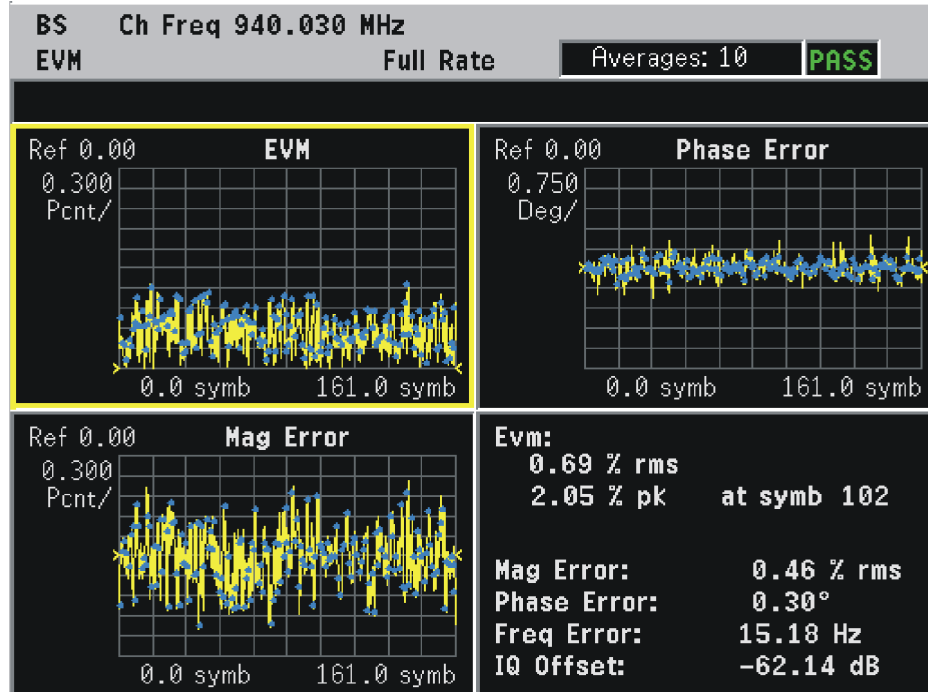 BS Ch Freq 940.030 MHz
EVM Full Rate Averages: 10 PASS
Ref 0.00 EVM
0.300
Pcnt/
0.0 symb 161.0 symb
Ref 0.00 Phase Error
0.750
Deg/
0.0 symb 161.0 symb
Ref 0.00 Mag Error
0.300
Pcnt/
0.0 symb 161.0 symb
Evm:
0.69 % rms
2.05 % pk at symb 102
Mag Error: 0.46 % rms
Phase Error: 0.30°
Freq Error: 15.18 Hz
IQ Offset: -62.14 dB